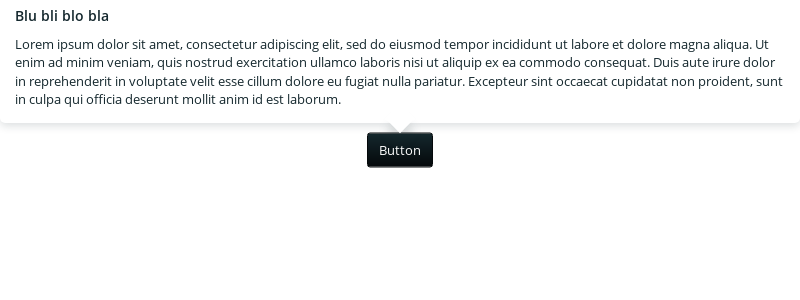 Blu bli blo bla
Lorem ipsum dolor sit amet, consectetur adipiscing elit, sed do eiusmod tempor incididunt ut labore et dolore magna aliqua. Ut
enim ad minim veniam, quis nostrud exercitation ullamco laboris nisi ut aliquip ex ea commodo consequat. Duis aute irure dolor
in reprehenderit in voluptate velit esse cillum dolore eu fugiat nulla pariatur. Excepteur sint occaecat cupidatat non proident, sunt
in culpa qui officia deserunt mollit anim id est laborum.
Button